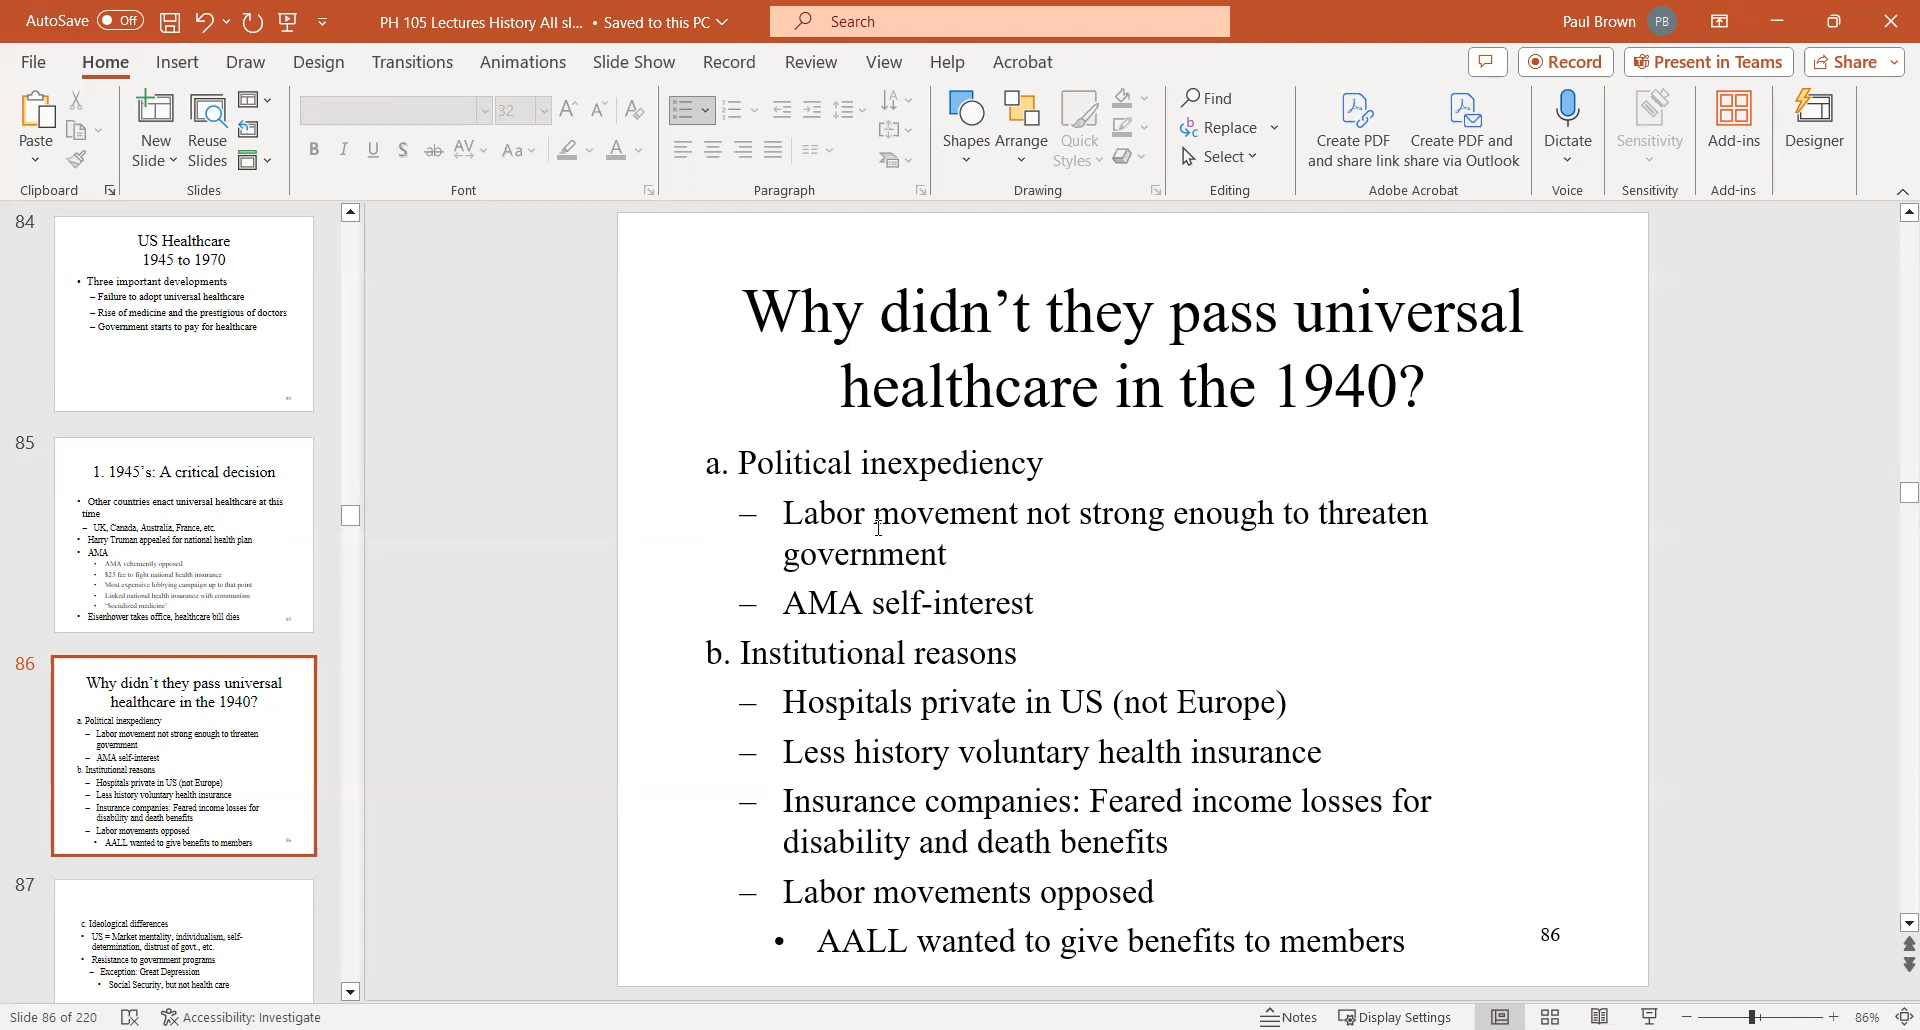 AutoSave Off PH 105 Lectures History All sl... • Saved to this PC Search Paul Brown PB
File Home Insert Draw Design Transitions Animations Slide Show Record Review View Help Acrobat Record Present in Teams Share
Paste New Slide Reuse Slides 32 B I U S ab AV Aa A Shapes Arrange Quick Styles Find Replace Select Create PDF and share link Create PDF and share via Outlook Dictate Sensitivity Add-ins Designer
Clipboard Slides Font Paragraph Drawing Editing Adobe Acrobat Voice Sensitivity Add-ins
84
US Healthcare
1945 to 1970
• Three important developments
– Failure to adopt universal healthcare
– Rise of medicine and the prestigious of doctors
– Government starts to pay for healthcare
85
1. 1945's: A critical decision
• Other countries enact universal healthcare at this
time
– UK, Canada, Australia, France, etc.
• Harry Truman appealed for national health plan
• AMA
• AMA vehemently opposed
• $25 fee to fight national health insurance
• Most expensive lobbying campaign up to that point
• Linked national health insurance with communism
• 'Socialized medicine'
• Eisenhower takes office, healthcare bill dies
86
Why didn't they pass universal
healthcare in the 1940?
a. Political inexpediency
– Labor movement not strong enough to threaten
government
– AMA self-interest
b. Institutional reasons
– Hospitals private in US (not Europe)
– Less history voluntary health insurance
– Insurance companies: Feared income losses for
disability and death benefits
– Labor movements opposed
• AALL wanted to give benefits to members
87
c. Ideological differences
• US = Market mentality, individualism, self-
determination, distrust of govt., etc.
• Resistance to government programs
– Exception: Great Depression
• Social Security, but not health care
Why didn't they pass universal
healthcare in the 1940?
a. Political inexpediency
– Labor movement not strong enough to threaten
government
– AMA self-interest
b. Institutional reasons
– Hospitals private in US (not Europe)
– Less history voluntary health insurance
– Insurance companies: Feared income losses for
disability and death benefits
– Labor movements opposed
• AALL wanted to give benefits to members
86
Slide 86 of 220 Accessibility: Investigate Notes Display Settings 86%